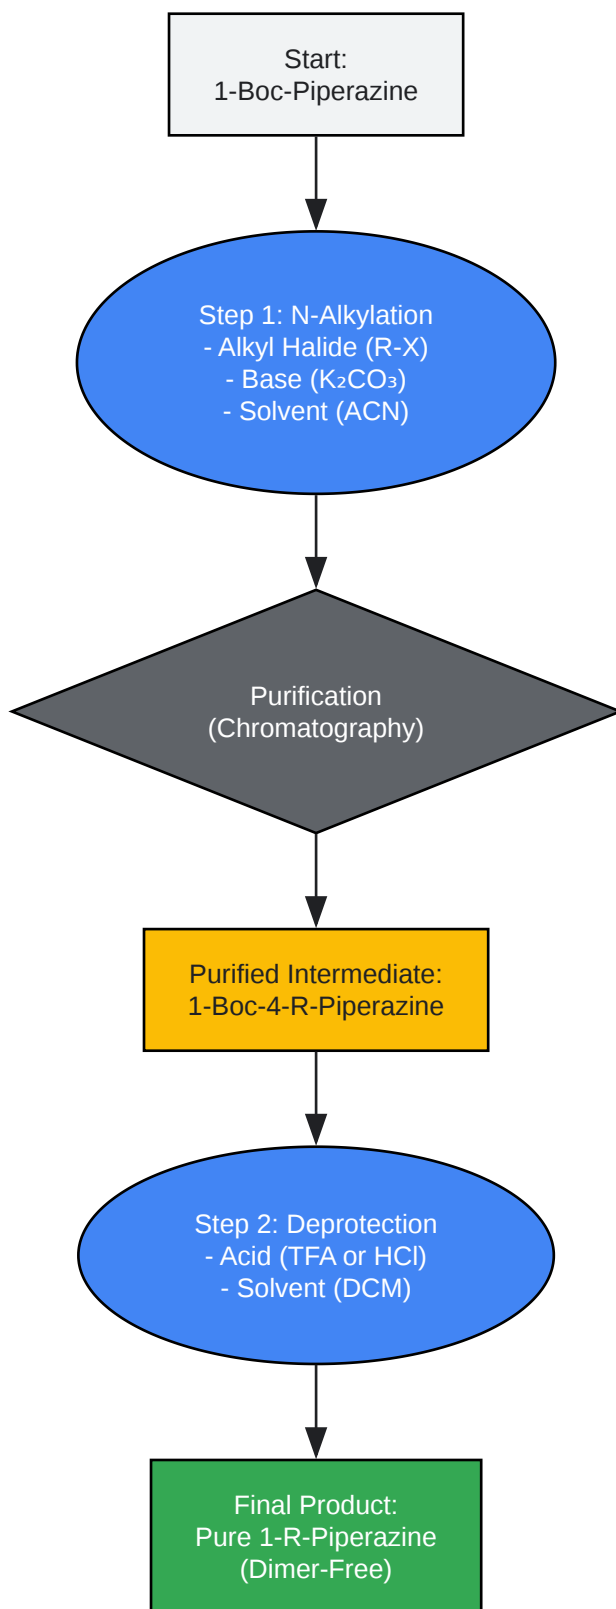 Start:
1-Boc-Piperazine
Step 1: N-Alkylation
- Alkyl Halide (R-X)
- Base (K₂CO₃)
- Solvent (ACN)
Purification
(Chromatography)
Purified Intermediate:
1-Boc-4-R-Piperazine
Step 2: Deprotection
- Acid (TFA or HCl)
- Solvent (DCM)
Final Product:
Pure 1-R-Piperazine
(Dimer-Free)